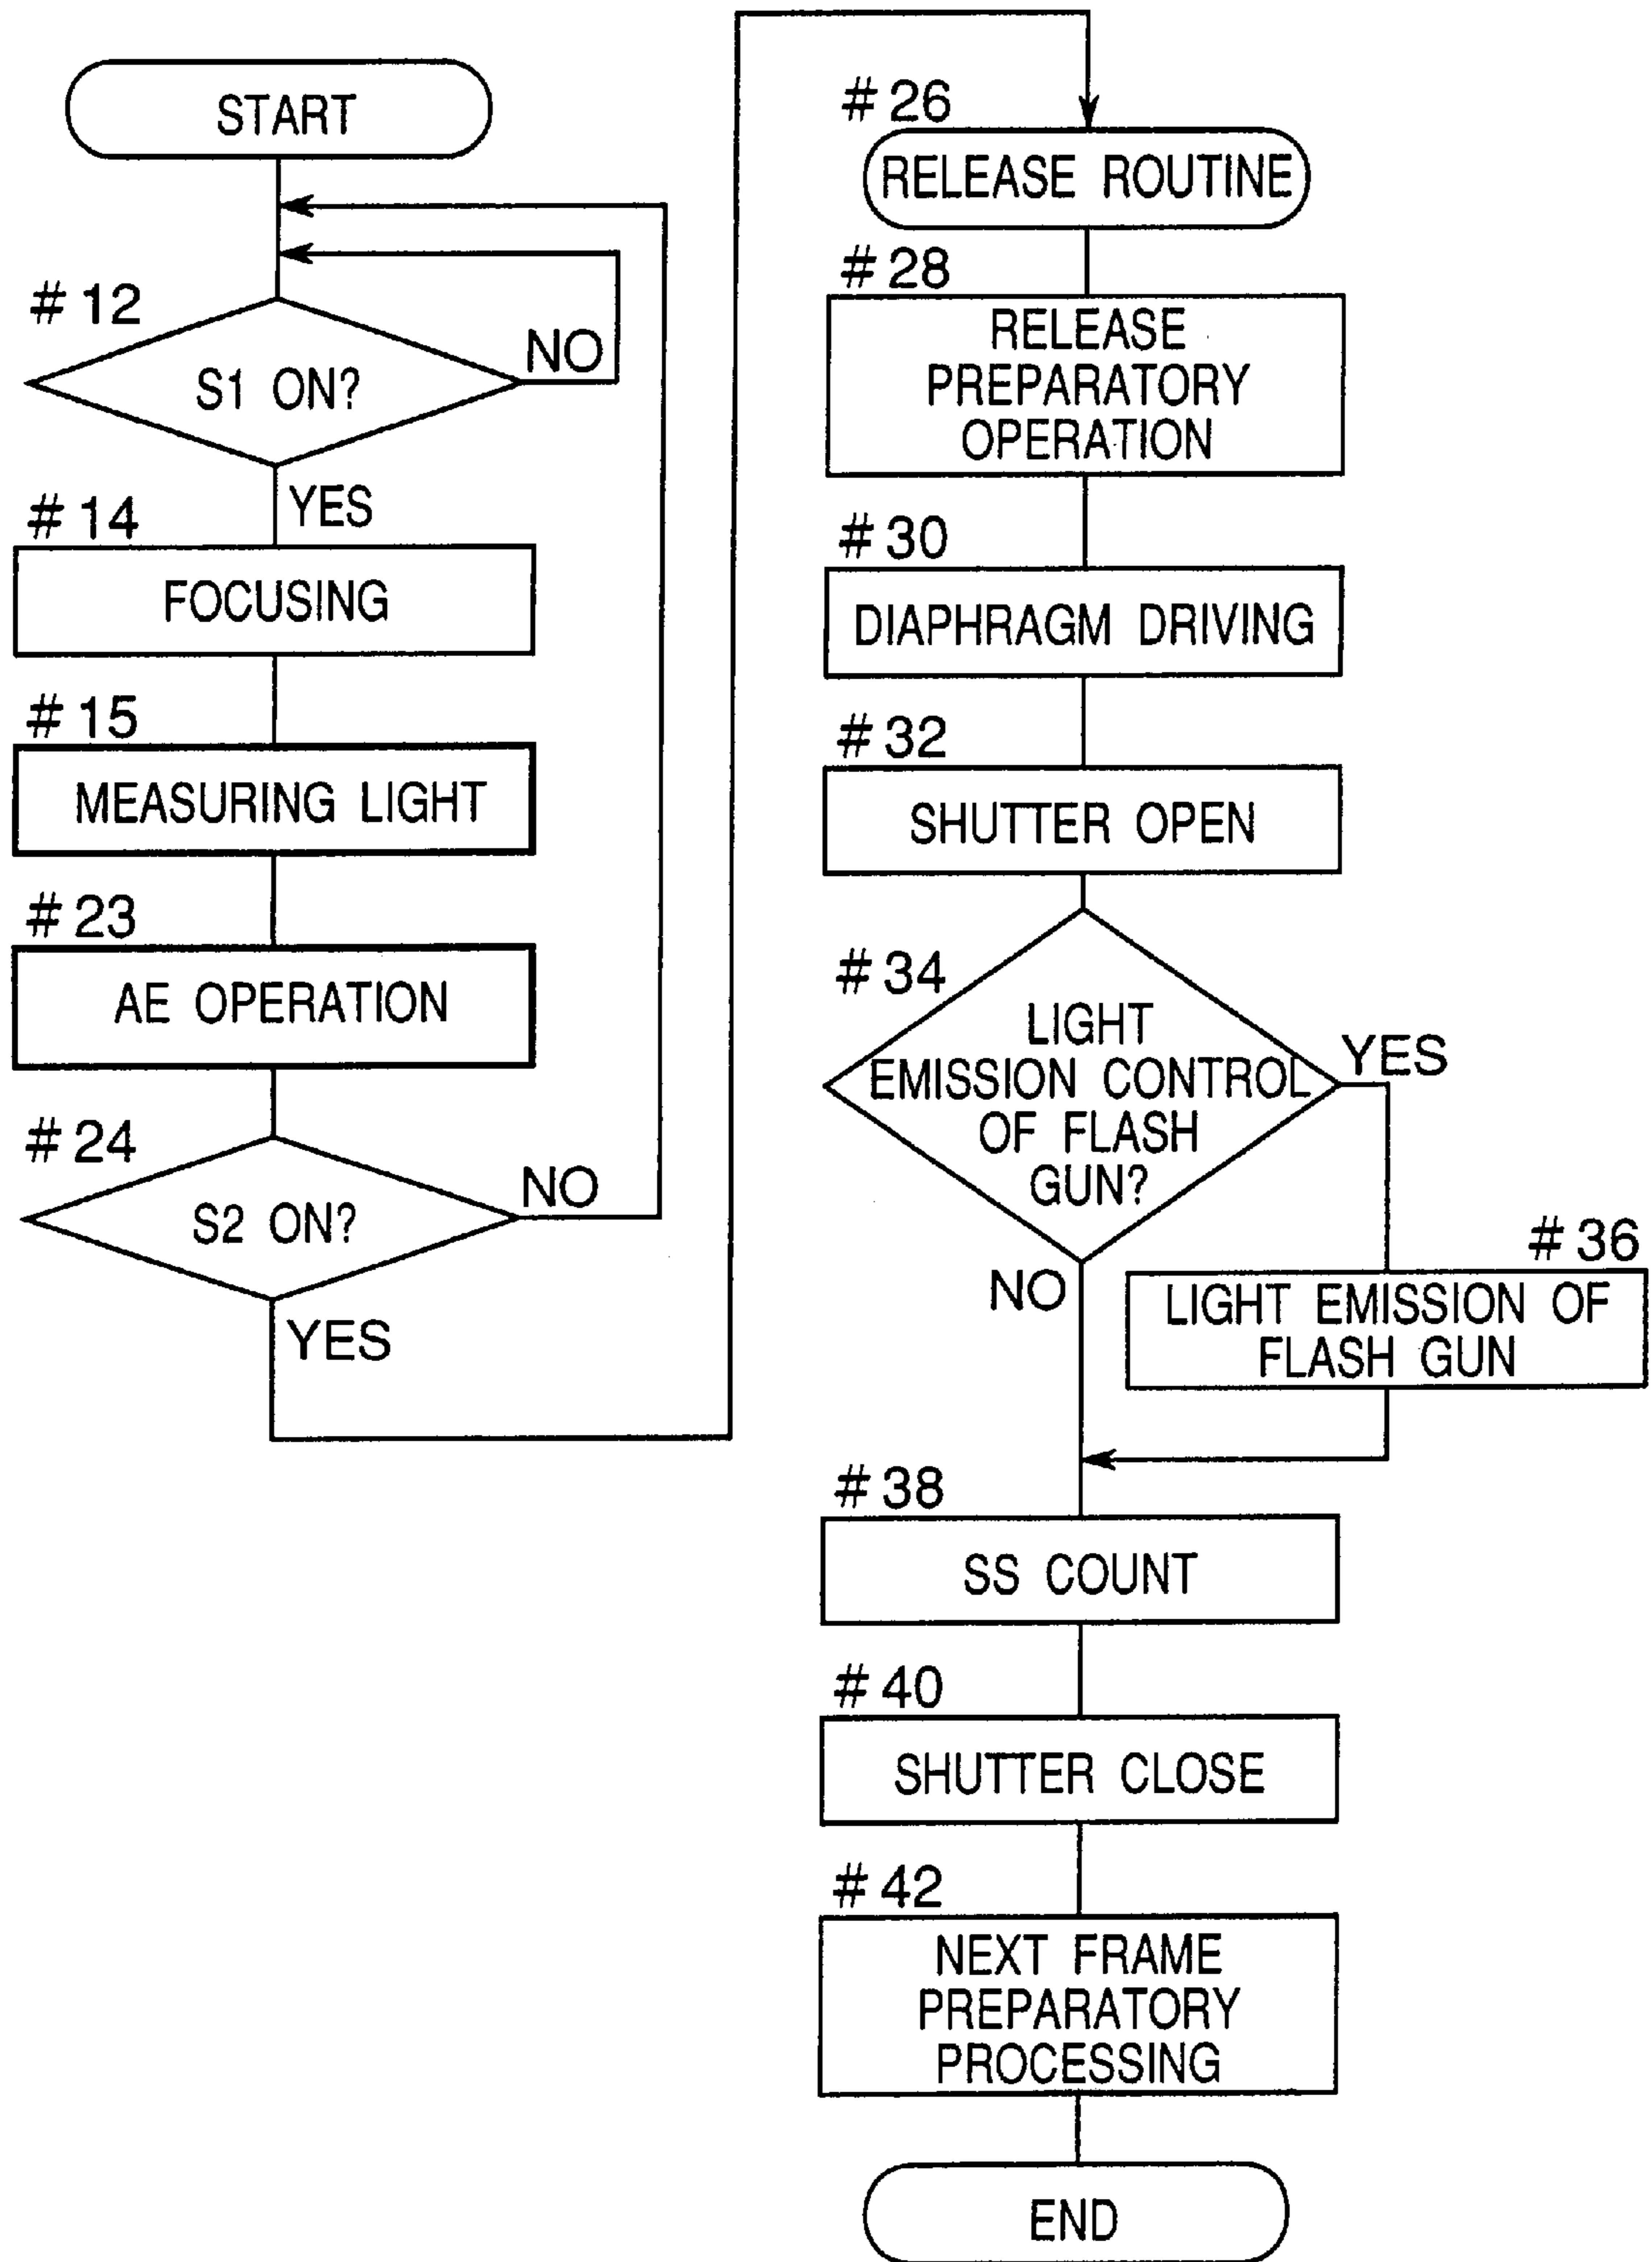 START
# 12
S1 ON?
NO
YES
# 14
FOCUSING
# 15
MEASURING LIGHT
# 23
AE OPERATION
# 24
S2 ON?
NO
YES
# 26
RELEASE ROUTINE
# 28
RELEASE
PREPARATORY
OPERATION
# 30
DIAPHRAGM DRIVING
# 32
SHUTTER OPEN
# 34
LIGHT
EMISSION CONTROL
OF FLASH
GUN?
YES
NO
# 36
LIGHT EMISSION OF
FLASH GUN
# 38
SS COUNT
# 40
SHUTTER CLOSE
# 42
NEXT FRAME
PREPARATORY
PROCESSING
END